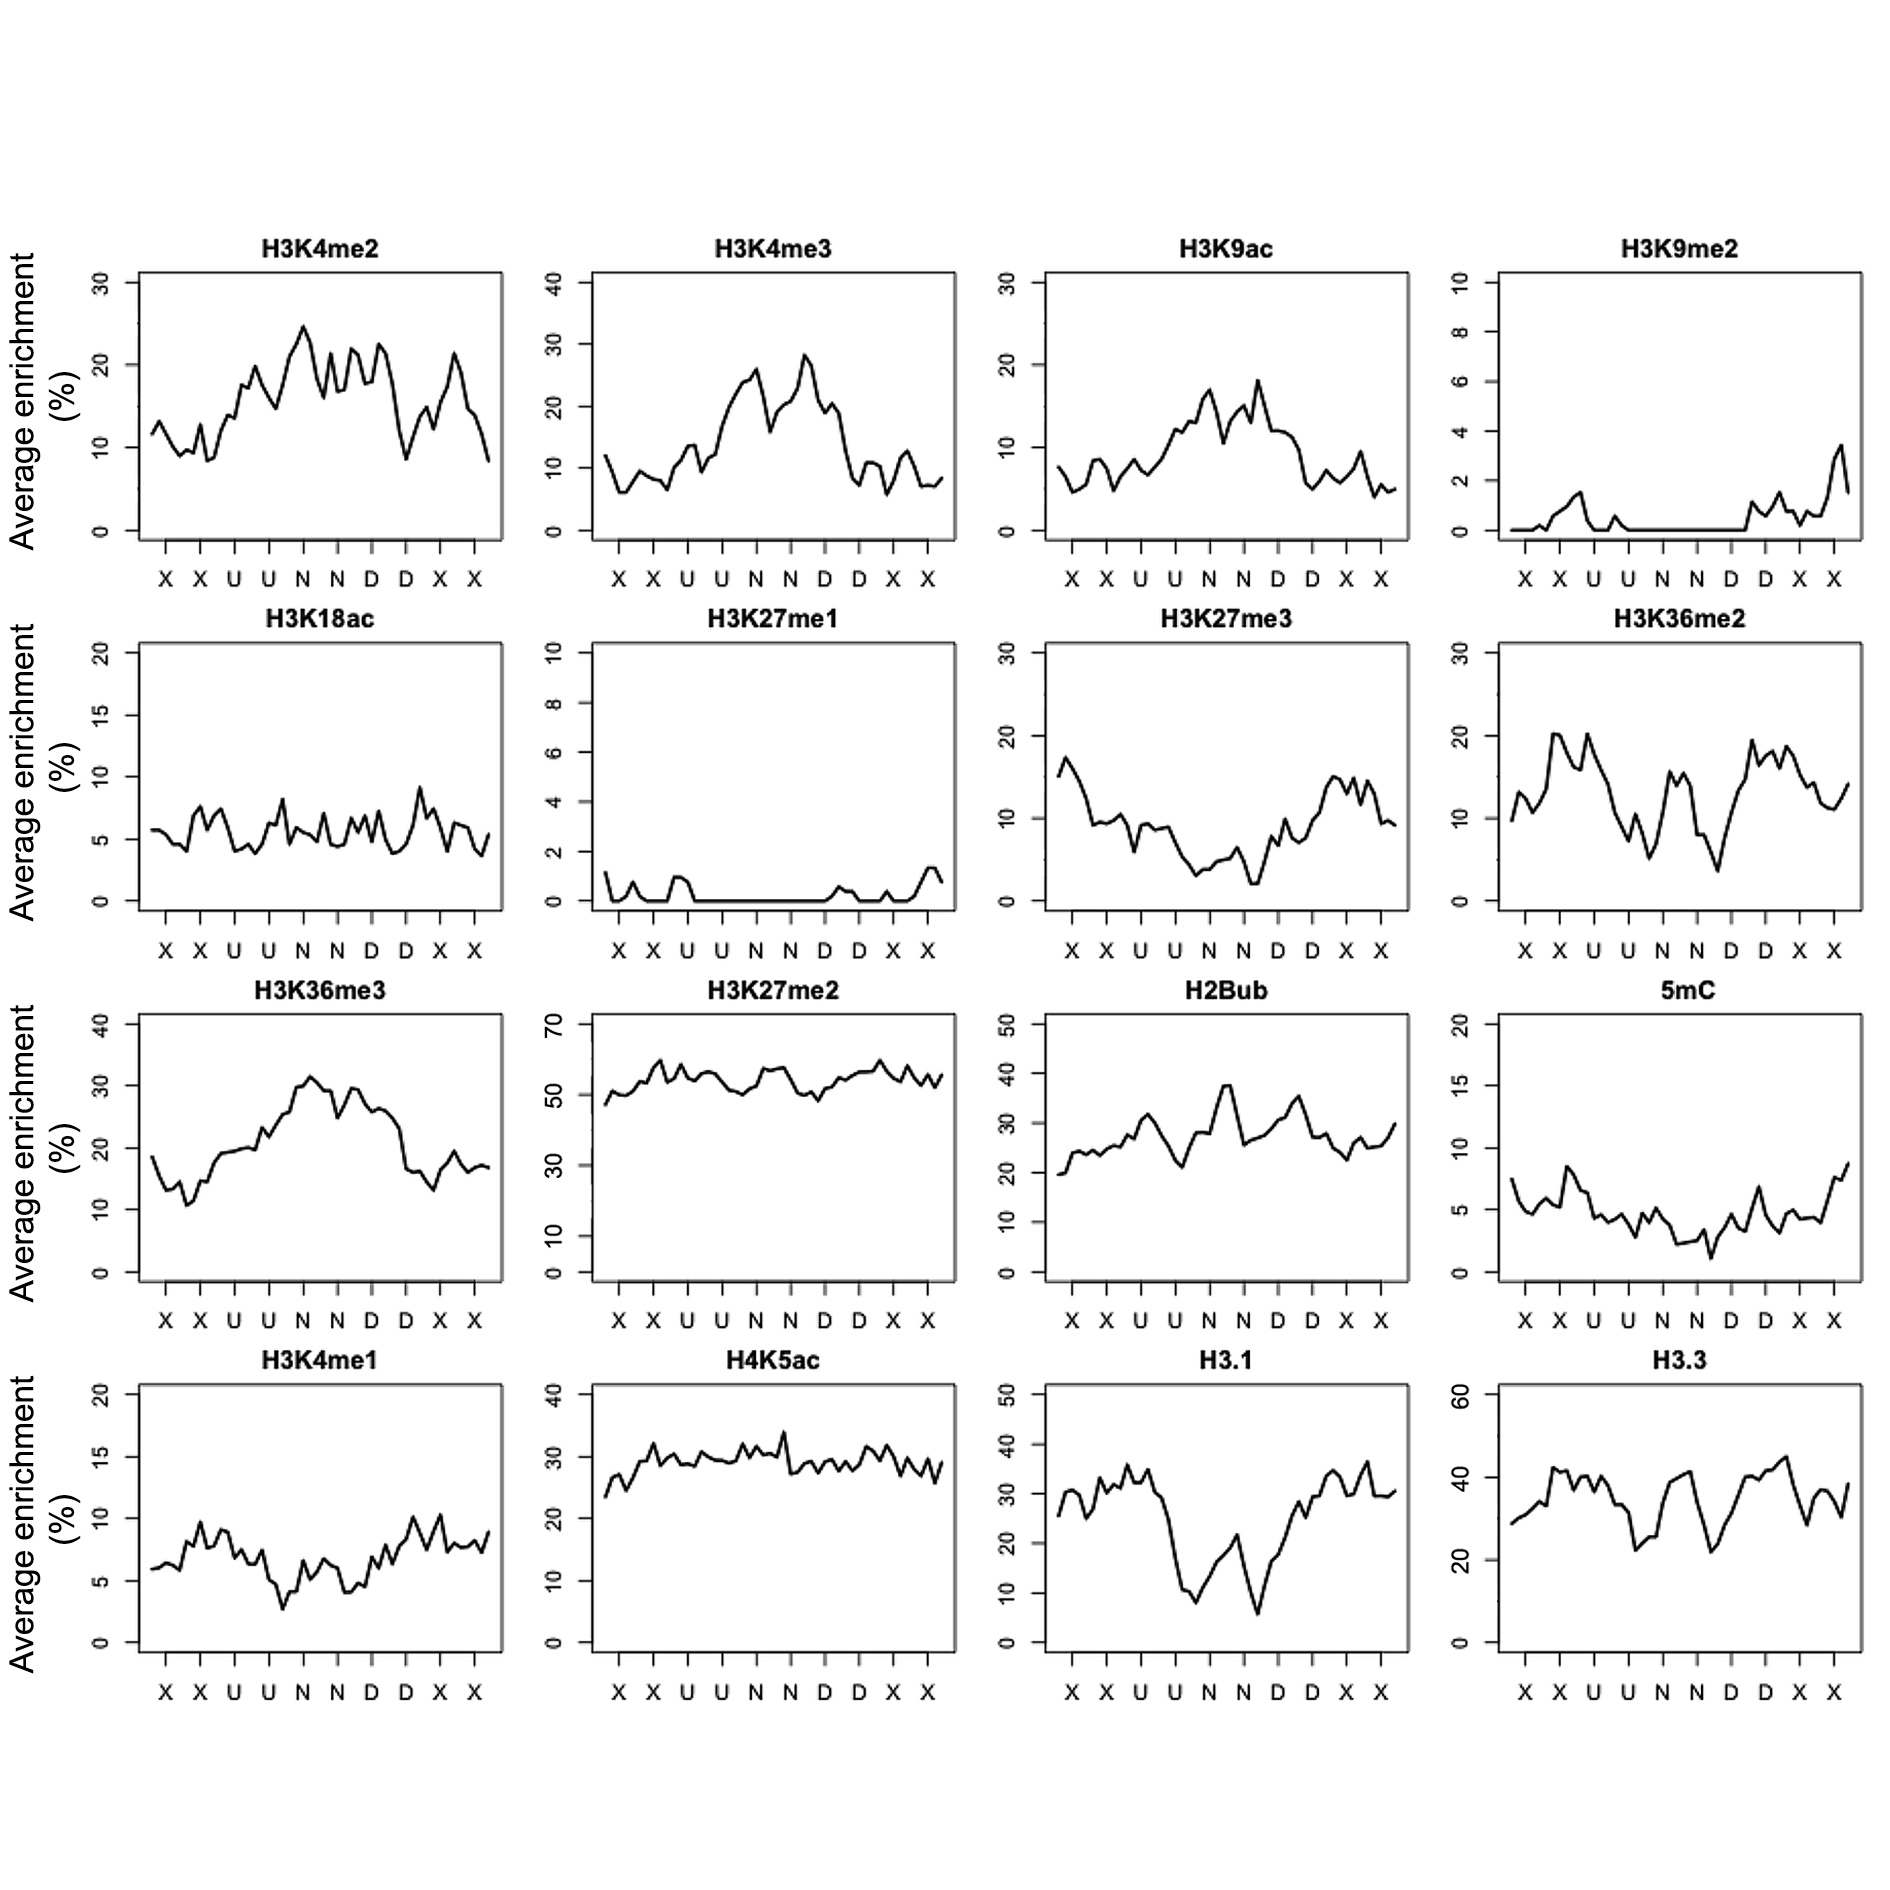 H3K4me2 H3K4me3 H3K9ac H3K9me2
Average enrichment
(%)
30 20 10 0
40 30 20 10 0
30 20 10 0
10 8 6 4 2 0
X X U U N N D D X X
X X U U N N D D X X
X X U U N N D D X X
X X U U N N D D X X
H3K18ac H3K27me1 H3K27me3 H3K36me2
Average enrichment
(%)
20 15 10 5 0
10 8 6 4 2 0
30 20 10 0
30 20 10 0
X X U U N N D D X X
X X U U N N D D X X
X X U U N N D D X X
X X U U N N D D X X
H3K36me3 H3K27me2 H2Bub 5mC
Average enrichment
(%)
40 30 20 10 0
70 50 30 10 0
50 40 30 20 10 0
20 15 10 5 0
X X U U N N D D X X
X X U U N N D D X X
X X U U N N D D X X
X X U U N N D D X X
H3K4me1 H4K5ac H3.1 H3.3
Average enrichment
(%)
20 15 10 5 0
40 30 20 10 0
50 40 30 20 10 0
60 40 20 0
X X U U N N D D X X
X X U U N N D D X X
X X U U N N D D X X
X X U U N N D D X X